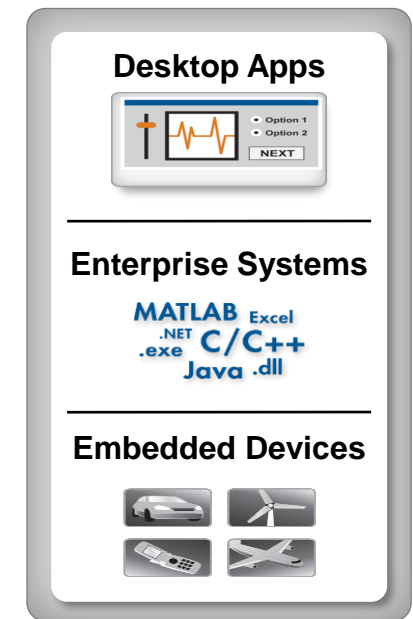 Desktop Apps
Option 1
Option 2
NEXT
Enterprise Systems
MATLAB Excel
.NET
.exe C/C++
Java .dll
Embedded Devices